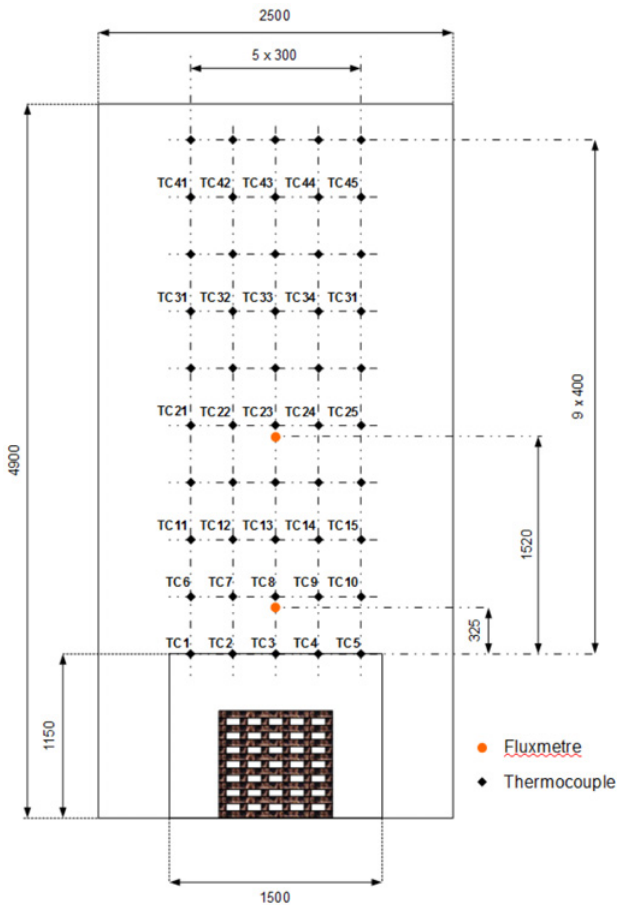 2500
5 x 300
TC41 TC42 TC43 TC44 TC45
TC31 TC32 TC33 TC34 TC31
9 x 400
TC21 TC22 TC23 TC24 TC25
4900
1520
TC11 TC12 TC13 TC14 TC15
TC6 TC7 TC8 TC9 TC10
325
TC1 TC2 TC3 TC4 TC5
1150
Fluxmetre
Thermocouple
1500